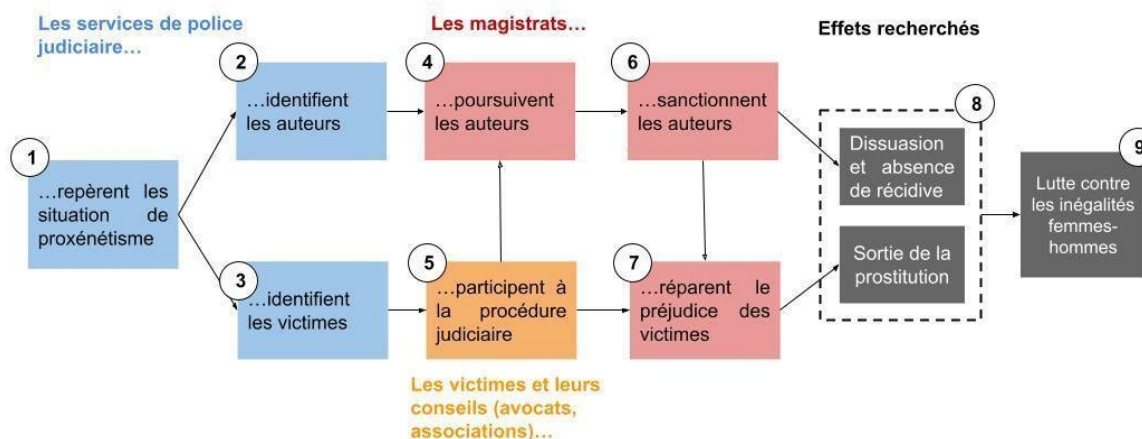 Les services de police
judiciaire…
Les magistrats…
Effets recherchés
2
…identifient
les auteurs
4
…poursuivent
les auteurs
6
…sanctionnent
les auteurs
8
Dissuasion
et absence
de récidive
1
…repèrent les
situation de
proxénétisme
9
Lutte contre
les inégalités
femmes-
hommes
3
…identifient
les victimes
5
…participent à
la procédure
judiciaire
7
…réparent le
préjudice des
victimes
Sortie de la
prostitution
Les victimes et leurs
conseils (avocats,
associations)…